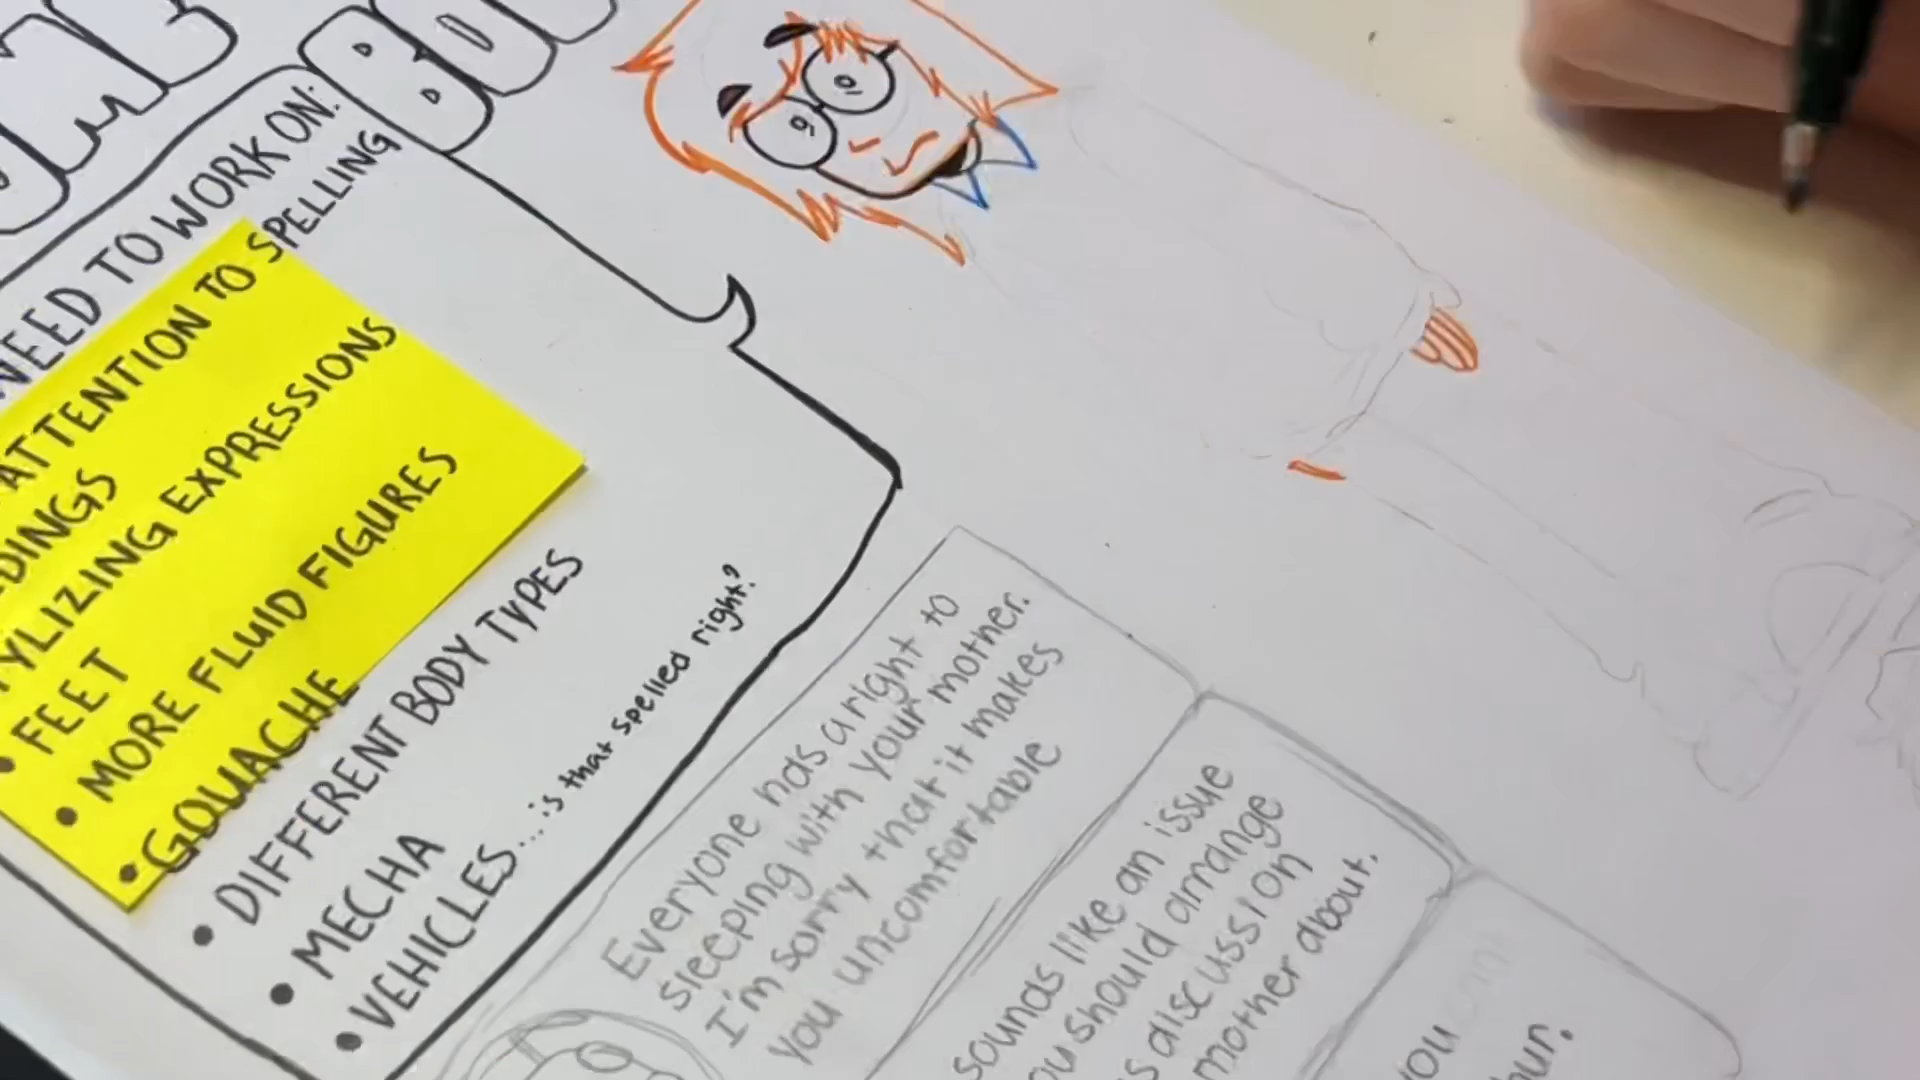 NEED TO WORK ON:
ATTENTION TO SPELLING
DINGS
YLIZING EXPRESSIONS
• FEET
• MORE FLUID FIGURES
• GOUACHE
• DIFFERENT BODY TYPES
• MECHA
• VEHICLES... is that spelled right?
Everyone has a right to
sleeping with your mother.
I'm sorry that it makes
you uncomfortable
sounds like an issue
ou should arrange
s discussion
mother about.
you can
our.